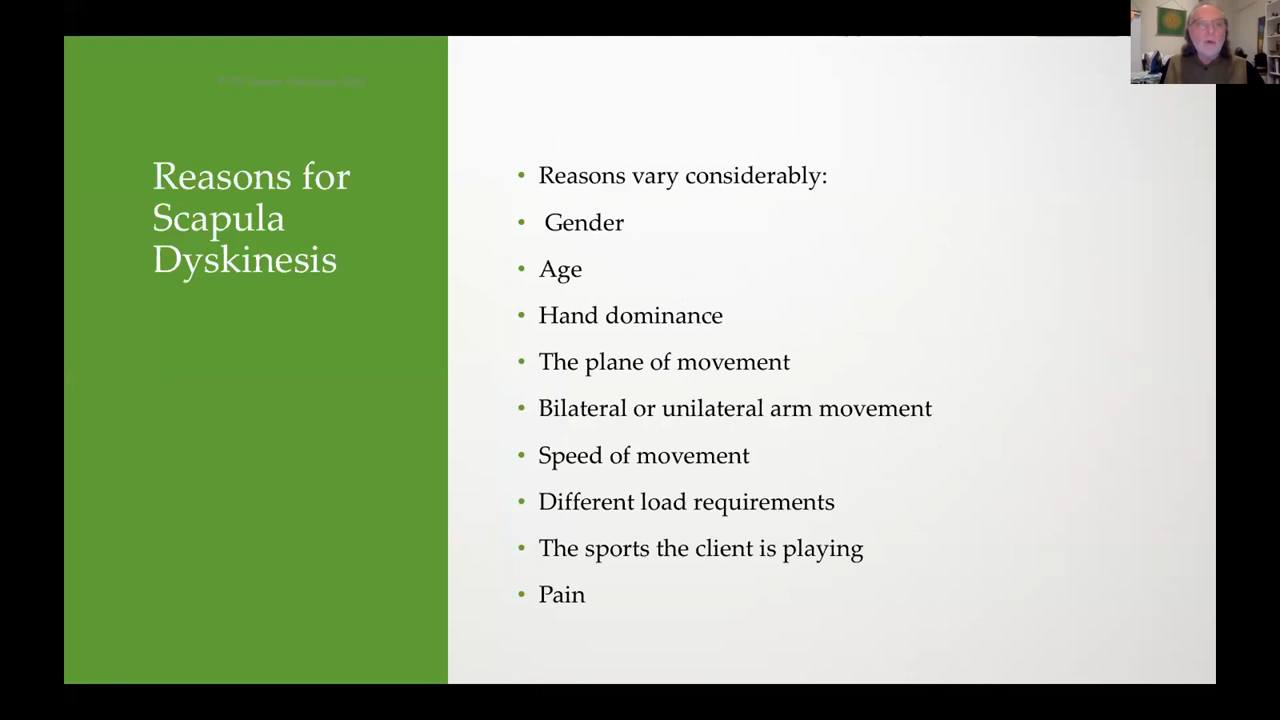 Reasons for
Scapula
Dyskinesis
• Reasons vary considerably:
• Gender
• Age
• Hand dominance
• The plane of movement
• Bilateral or unilateral arm movement
• Speed of movement
• Different load requirements
• The sports the client is playing
• Pain